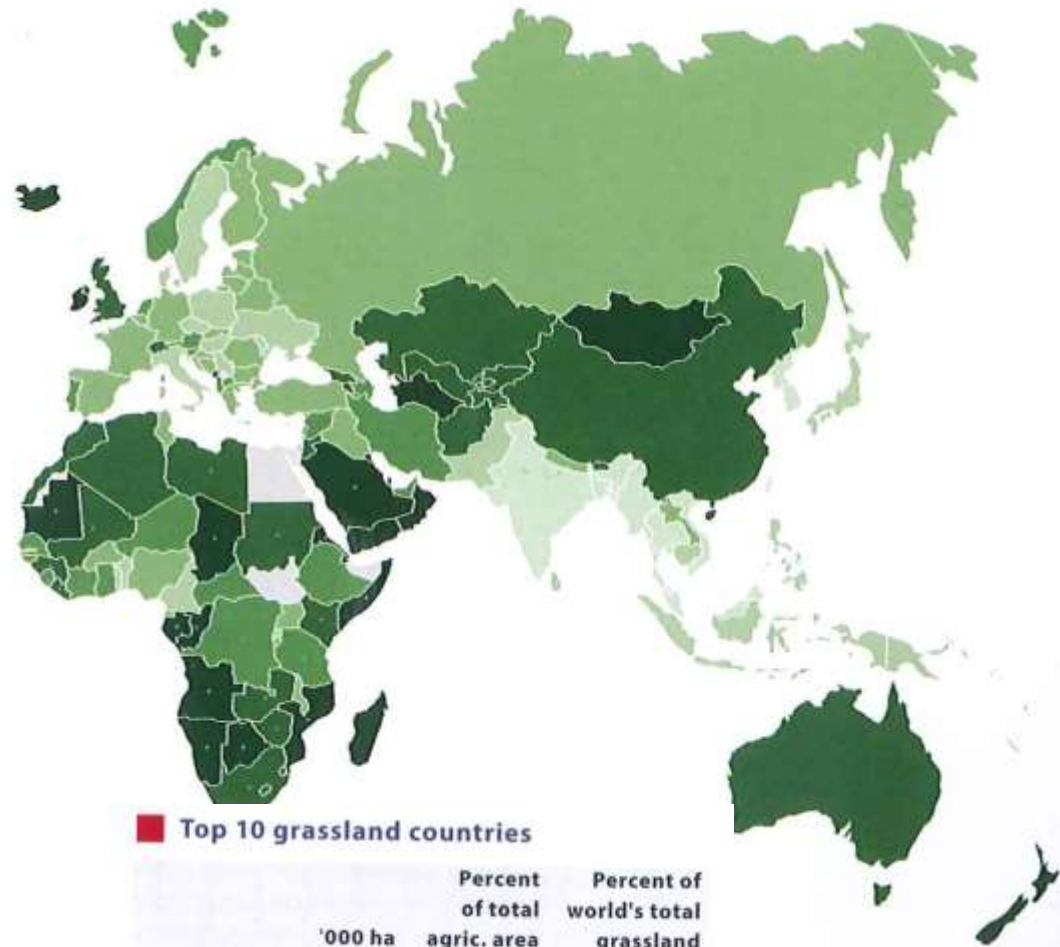 Top 10 grassland countries
Percent Percent of
of total world's total
'000 ha agric. area grassland